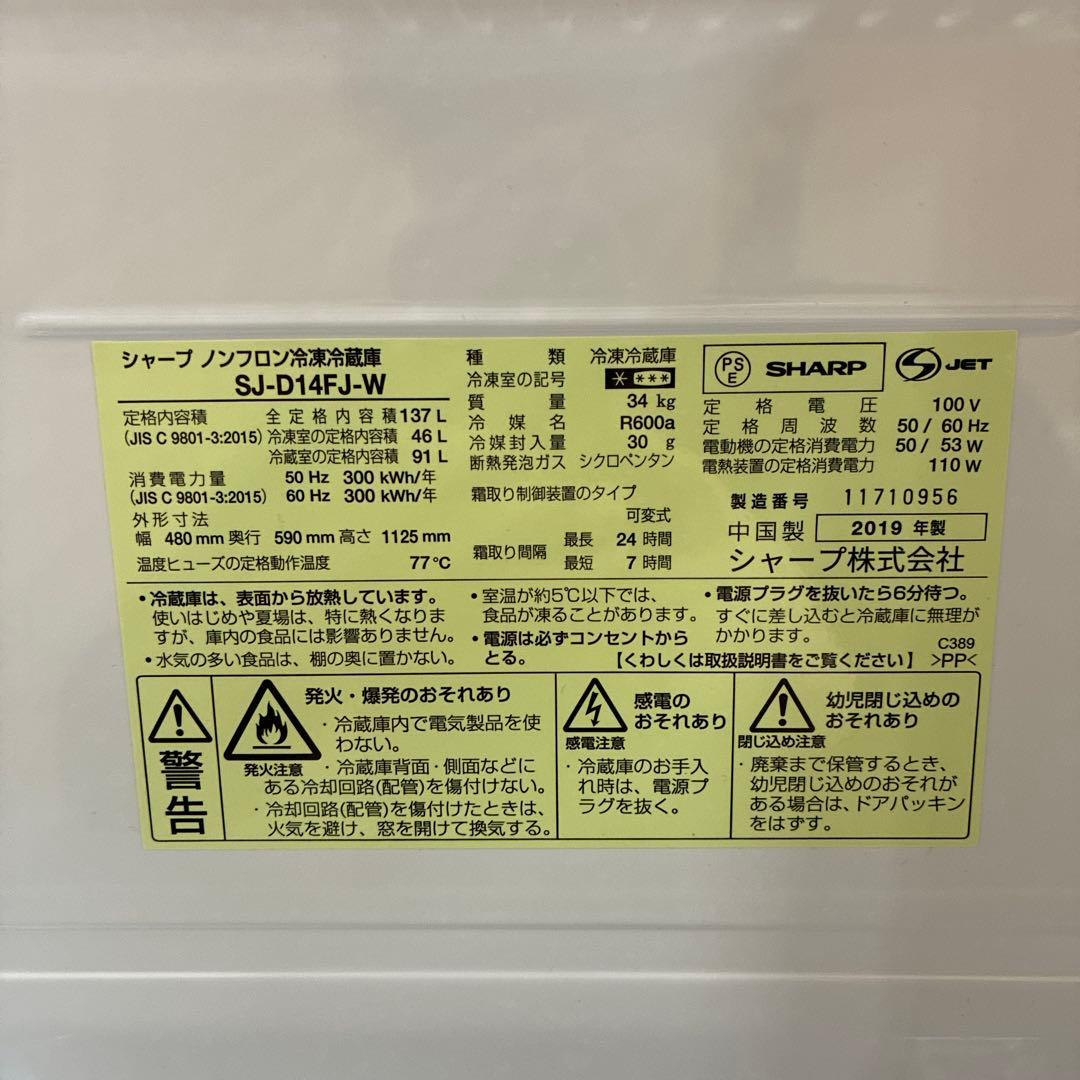 シャープ ノンフロン冷凍冷蔵庫
SJ-D14FJ-W
定格内容積 全定格内容積 137 L
(JIS C 9801-3:2015) 冷凍室の定格内容積 46 L
冷蔵室の定格内容積 91 L
消費電力量 50 Hz 300 kWh/年
(JIS C 9801-3:2015) 60 Hz 300 kWh/年
外形寸法
幅 480 mm 奥行 590 mm 高さ 1125 mm
温度ヒューズの定格動作温度 77℃
種類 冷凍冷蔵庫
冷凍室の記号 * ***
質量 34 kg
冷媒名 R600a
冷媒封入量 30 g
断熱発泡ガス シクロペンタン
霜取り制御装置のタイプ
可変式
霜取り間隔 最長 24 時間
最短 7 時間
PSE SHARP S JET
定格電圧 100 V
定格周波数 50 / 60 Hz
電動機の定格消費電力 50 / 53 W
電熱装置の定格消費電力 110 W
製造番号 11710956
中国製 2019 年製
シャープ株式会社
・冷蔵庫は、表面から放熱しています。
使いはじめや夏場は、特に熱くなりま
すが、庫内の食品には影響ありません。
・水気の多い食品は、棚の奥に置かない。
・室温が約5℃以下では、
食品が凍ることがあります。
・電源は必ずコンセントから
とる。
・電源プラグを抜いたら6分待つ。
すぐに差し込むと冷蔵庫に無理が
かかります。
C389
【くわしくは取扱説明書をご覧ください】 >PP<
警告
発火・爆発のおそれあり
発火注意
・冷蔵庫内で電気製品を使
わない。
・冷蔵庫背面・側面などに
ある冷却回路(配管)を傷付けない。
・冷却回路(配管)を傷付けたときは、
火気を避け、窓を開けて換気する。
感電の
おそれあり
感電注意
・冷蔵庫のお手入
れ時は、電源プ
ラグを抜く。
幼児閉じ込めの
おそれあり
閉じ込め注意
・廃棄まで保管するとき、
幼児閉じ込めのおそれが
ある場合は、ドアパッキン
をはずす。